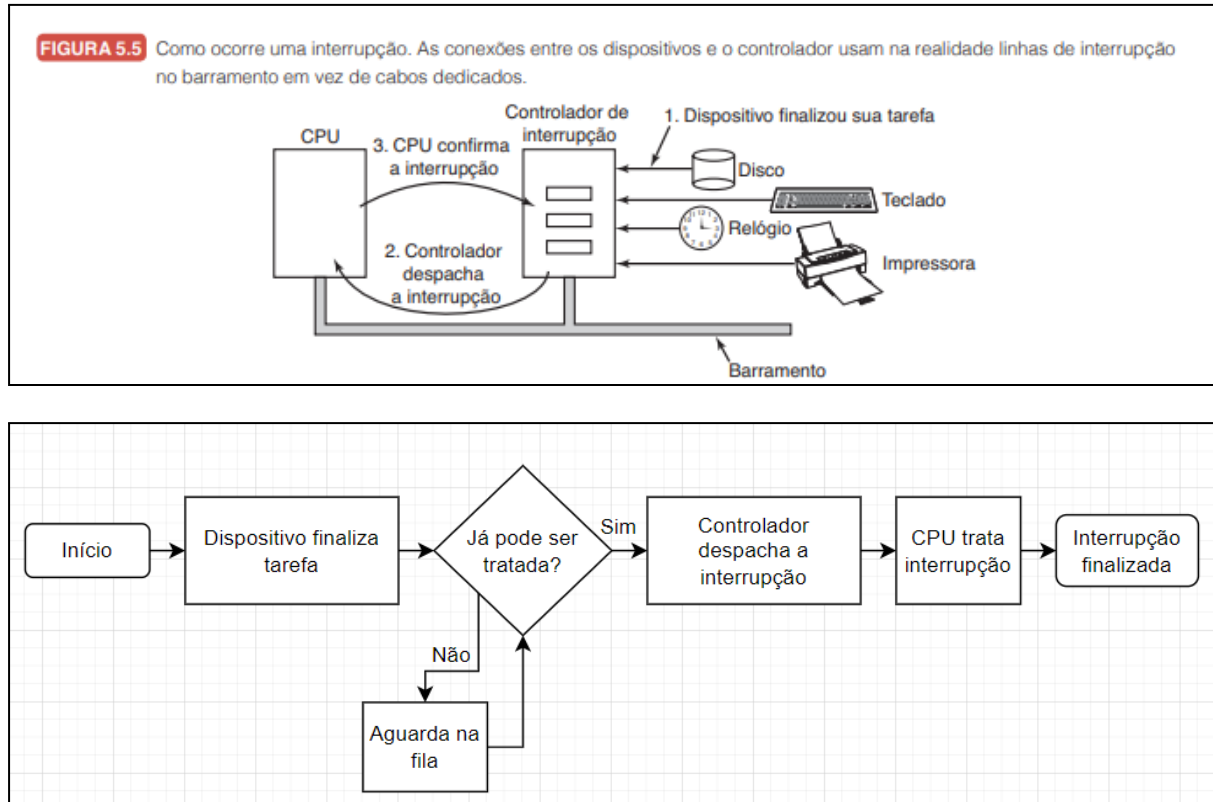 FIGURA 5.5 Como ocorre uma interrupção. As conexões entre os dispositivos e o controlador usam na realidade linhas de interrupção
no barramento em vez de cabos dedicados.
CPU
Controlador de
interrupção
1. Dispositivo finalizou sua tarefa
3. CPU confirma
a interrupção
Disco
Teclado
Relógio
2. Controlador
despacha
a interrupção
Impressora
Barramento
Início
Dispositivo finaliza
tarefa
Já pode ser
tratada?
Sim
Controlador
despacha a
interrupção
CPU trata
interrupção
Interrupção
finalizada
Não
Aguarda na
fila